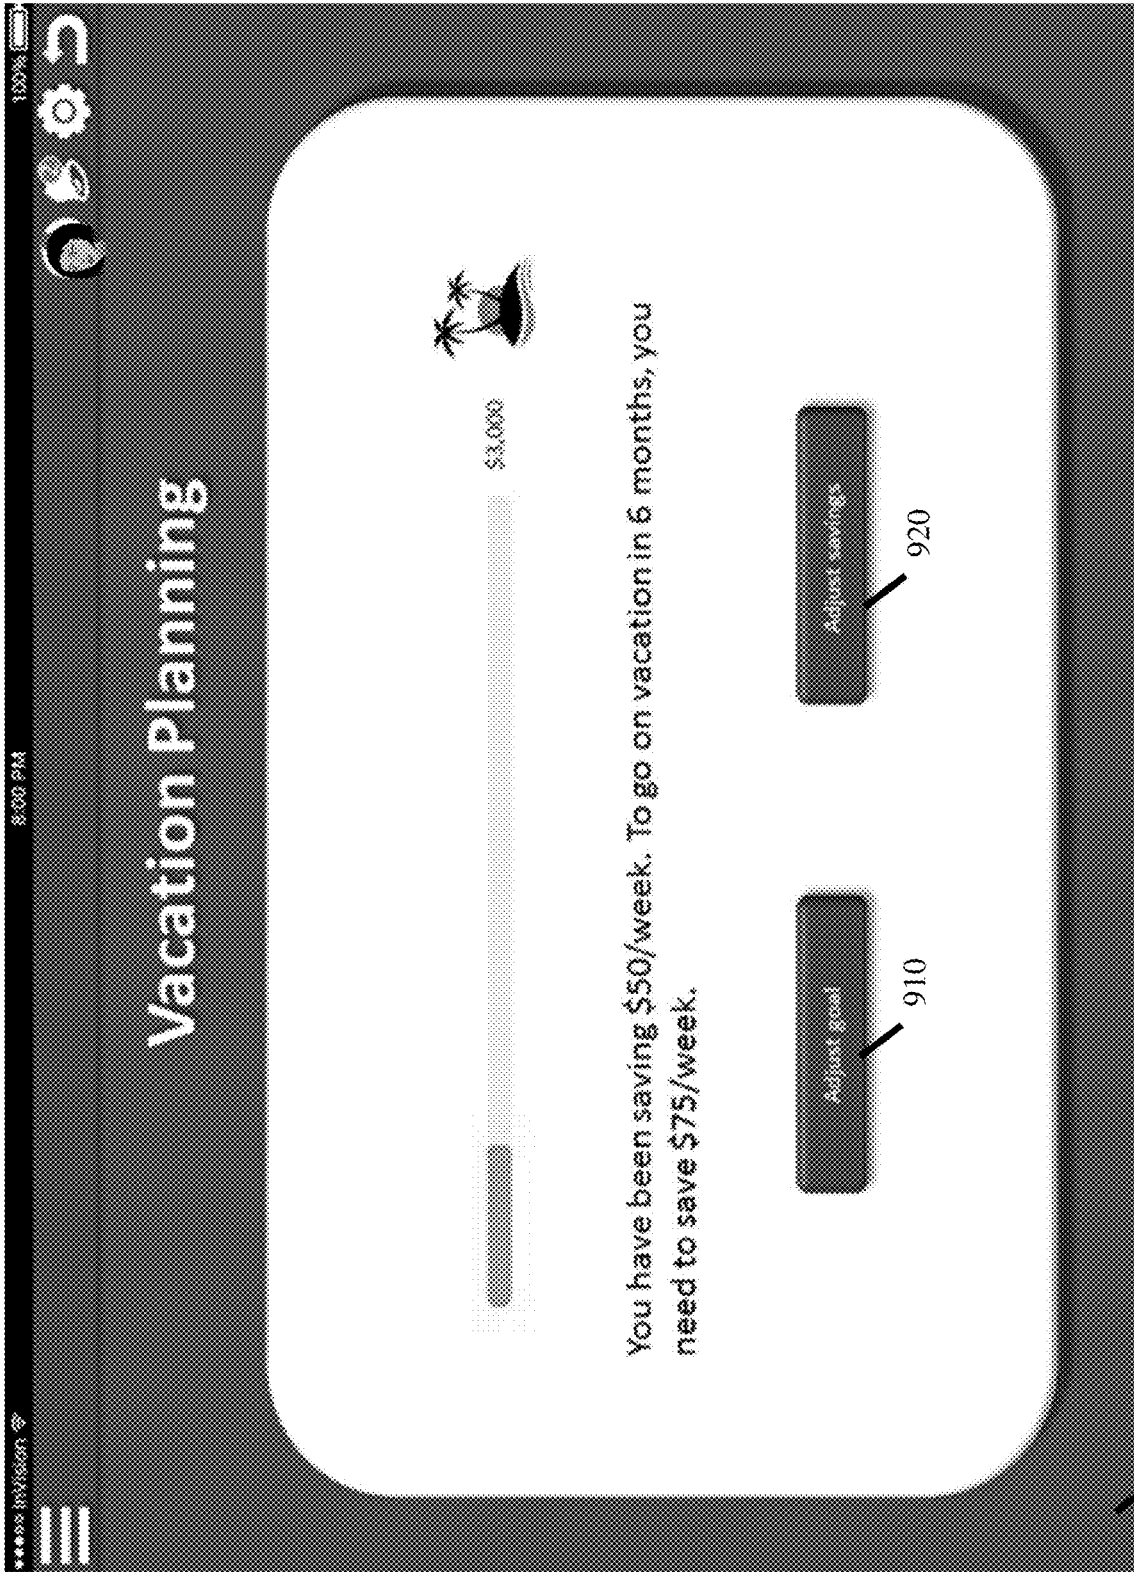 InVision
8:00 PM
100%
Vacation Planning
$3,000
You have been saving $50/week. To go on vacation in 6 months, you
need to save $75/week.
Adjust goal
Adjust savings
910
920